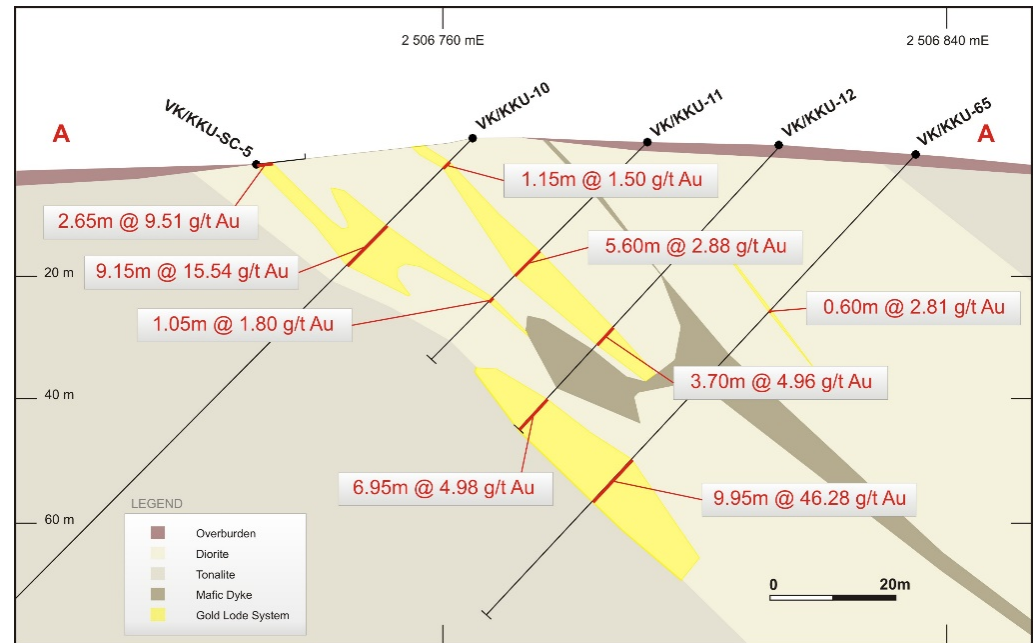 2 506 760 mE
2 506 840 mE
A
VK/KKU-SC-5
VK/KKU-10
VK/KKU-11
VK/KKU-12
VK/KKU-65
A
1.15m @ 1.50 g/t Au
2.65m @ 9.51 g/t Au
5.60m @ 2.88 g/t Au
9.15m @ 15.54 g/t Au
20 m
0.60m @ 2.81 g/t Au
1.05m @ 1.80 g/t Au
3.70m @ 4.96 g/t Au
40 m
6.95m @ 4.98 g/t Au
9.95m @ 46.28 g/t Au
60 m
LEGEND
Overburden
Diorite
Tonalite
Mafic Dyke
Gold Lode System
0 20m